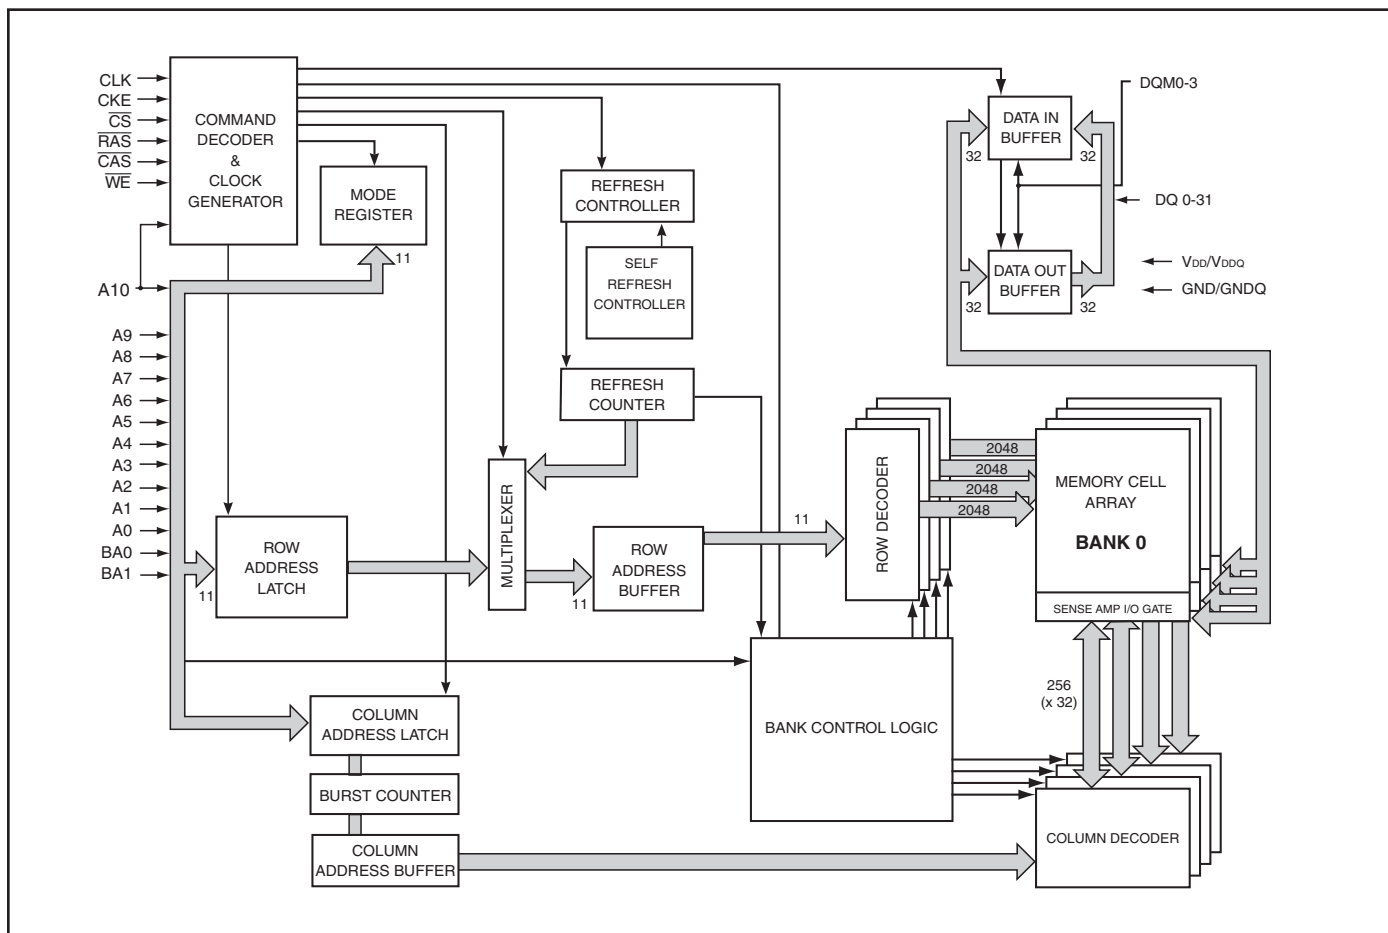 CLK
CKE
CS
RAS
CAS
WE
A10
A9
A8
A7
A6
A5
A4
A3
A2
A1
A0
BA0
BA1
COMMAND
DECODER
&
CLOCK
GENERATOR
MODE
REGISTER
11
REFRESH
CONTROLLER
SELF
REFRESH
CONTROLLER
REFRESH
COUNTER
DATA IN
BUFFER
32
32
DQM0-3
DQ 0-31
DATA OUT
BUFFER
32
32
VDD/VDDQ
GND/GNDQ
11
ROW
ADDRESS
LATCH
MULTIPLEXER
11
ROW
ADDRESS
BUFFER
11
ROW DECODER
2048
2048
2048
2048
MEMORY CELL
ARRAY
BANK 0
SENSE AMP I/O GATE
256
(x 32)
BANK CONTROL LOGIC
COLUMN
ADDRESS LATCH
BURST COUNTER
COLUMN
ADDRESS BUFFER
COLUMN DECODER